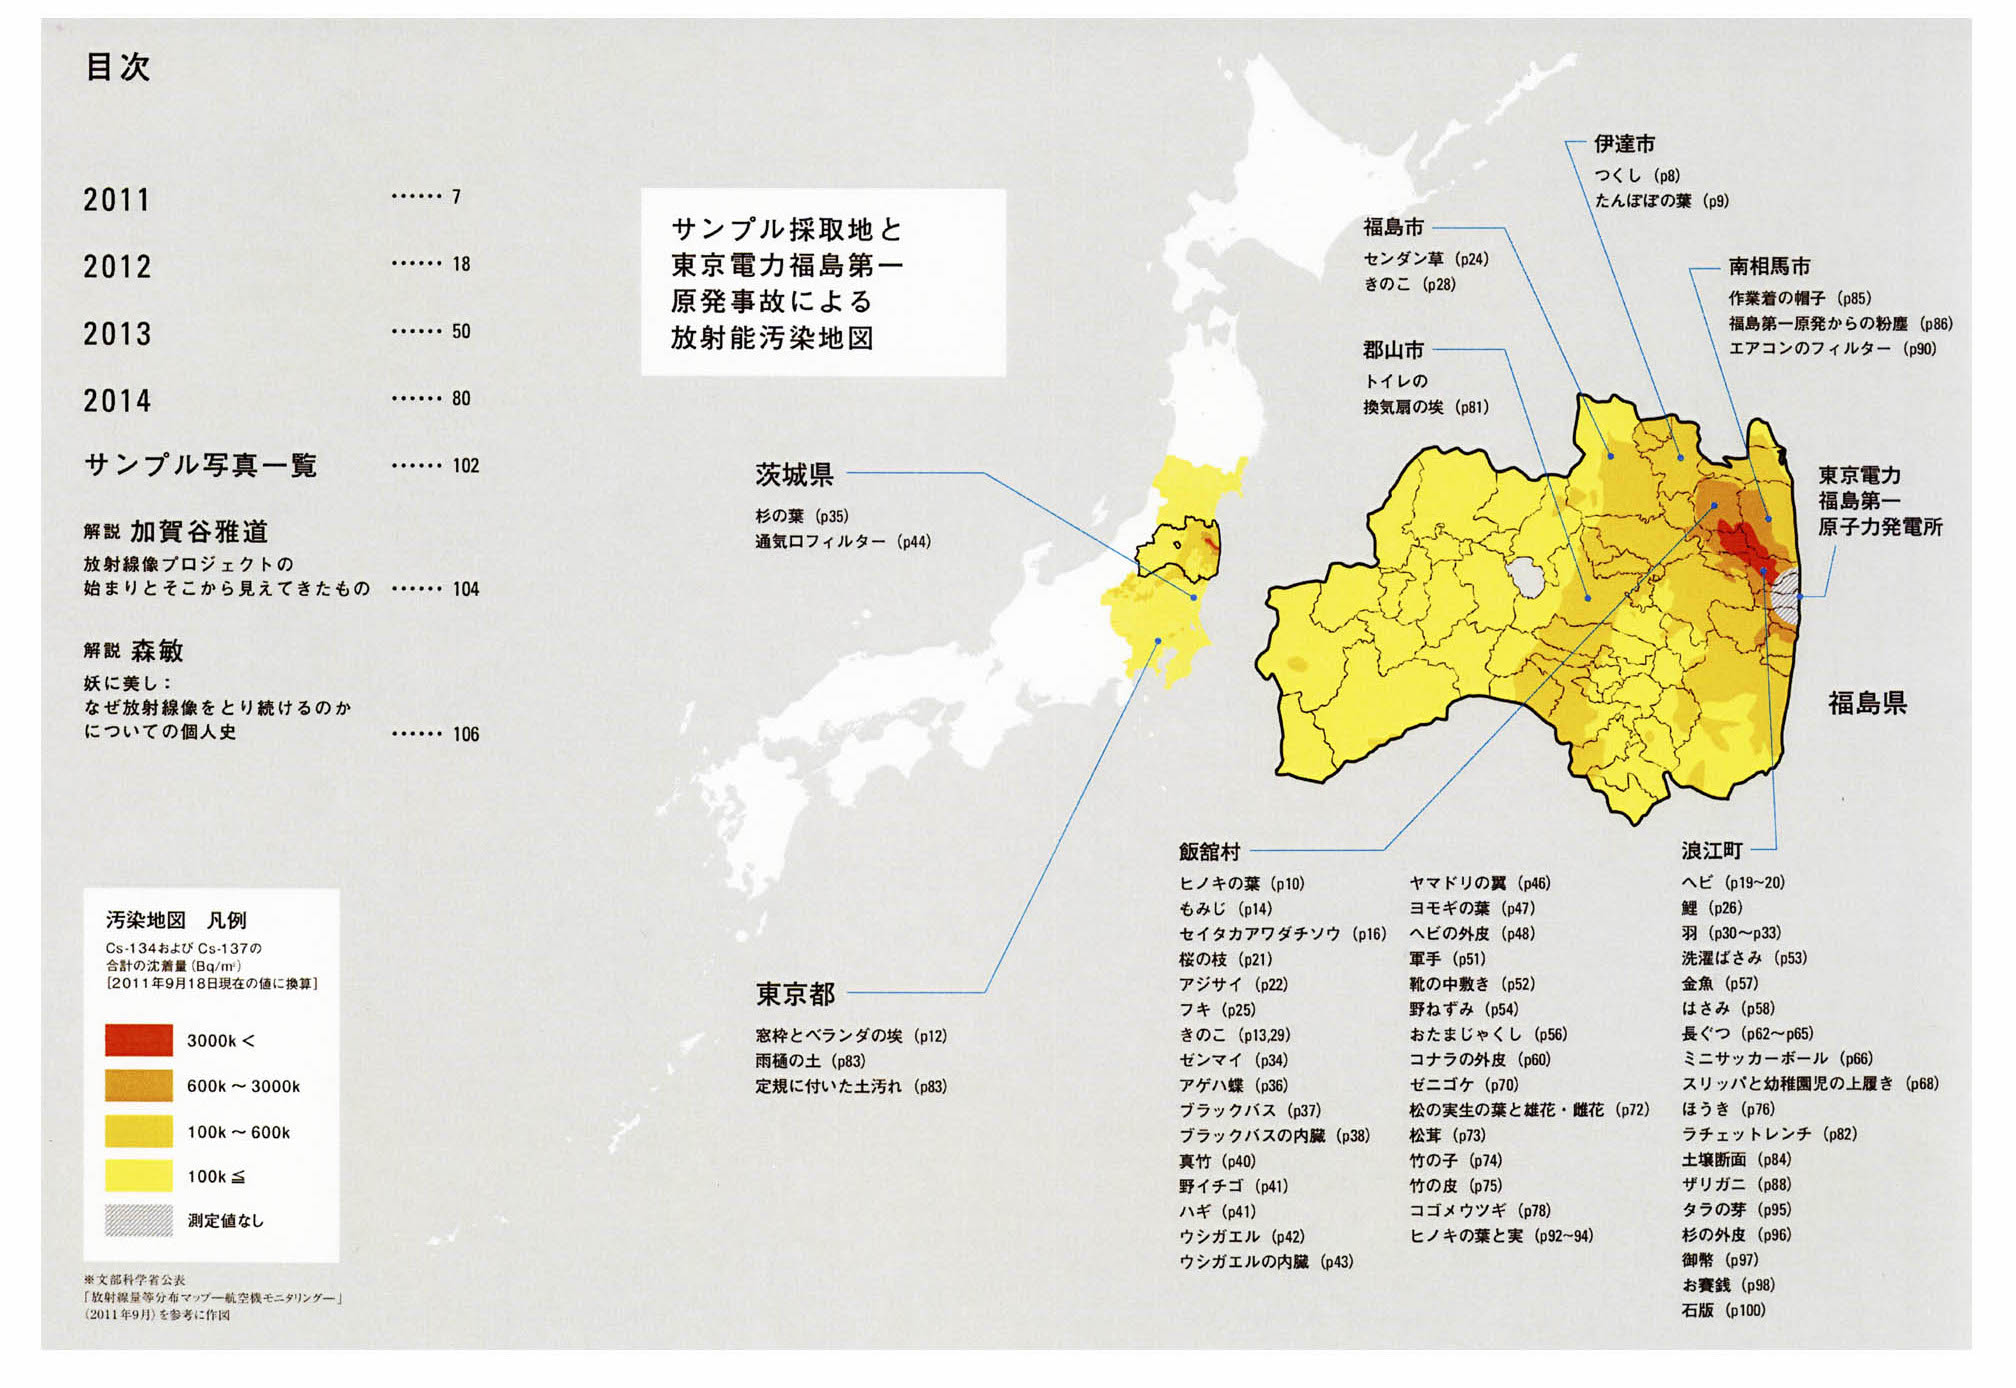 目次
2011 ······ 7
2012 ······ 18
2013 ······ 50
2014 ······ 80
サンプル写真一覧 ······ 102
解説 加賀谷雅道
放射線像プロジェクトの
始まりとそこから見えてきたもの ······ 104
解説 森敏
妖に美し：
なぜ放射線像をとり続けるのか
についての個人史 ······ 106
汚染地図　凡例
Cs-134および Cs-137の
合計の沈着量（Bq/㎡）
［2011年9月18日現在の値に換算］
3000k＜
600k～3000k
100k～600k
100k≦
測定値なし
※文部科学省公表
「放射線量等分布マップ―航空機モニタリング―」
（2011年9月）を参考に作図
サンプル採取地と
東京電力福島第一
原発事故による
放射能汚染地図
茨城県
杉の葉（p35）
通気口フィルター（p44）
東京都
窓枠とベランダの埃（p12）
雨樋の土（p83）
定規に付いた土汚れ（p83）
伊達市
つくし（p8）
たんぽぽの葉（p9）
福島市
センダン草（p24）
きのこ（p28）
南相馬市
作業着の帽子（p85）
福島第一原発からの粉塵（p86）
エアコンのフィルター（p90）
郡山市
トイレの
換気扇の埃（p81）
東京電力
福島第一
原子力発電所
福島県
飯舘村
ヒノキの葉（p10）
もみじ（p14）
セイタカアワダチソウ（p16）
桜の枝（p21）
アジサイ（p22）
フキ（p25）
きのこ（p13,29）
ゼンマイ（p34）
アゲハ蝶（p36）
ブラックバス（p37）
ブラックバスの内臓（p38）
真竹（p40）
野イチゴ（p41）
ハギ（p41）
ウシガエル（p42）
ウシガエルの内臓（p43）
ヤマドリの翼（p46）
ヨモギの葉（p47）
ヘビの外皮（p48）
軍手（p51）
靴の中敷き（p52）
野ねずみ（p54）
おたまじゃくし（p56）
コナラの外皮（p60）
ゼニゴケ（p70）
松の実生の葉と雄花・雌花（p72）
松茸（p73）
竹の子（p74）
竹の皮（p75）
コゴメウツギ（p78）
ヒノキの葉と実（p92~94）
浪江町
ヘビ（p19~20）
鯉（p26）
羽（p30～p33）
洗濯ばさみ（p53）
金魚（p57）
はさみ（p58）
長ぐつ（p62～p65）
ミニサッカーボール（p66）
スリッパと幼稚園児の上履き（p68）
ほうき（p76）
ラチェットレンチ（p82）
土壌断面（p84）
ザリガニ（p88）
タラの芽（p95）
杉の外皮（p96）
御幣（p97）
お賽銭（p98）
石版（p100）